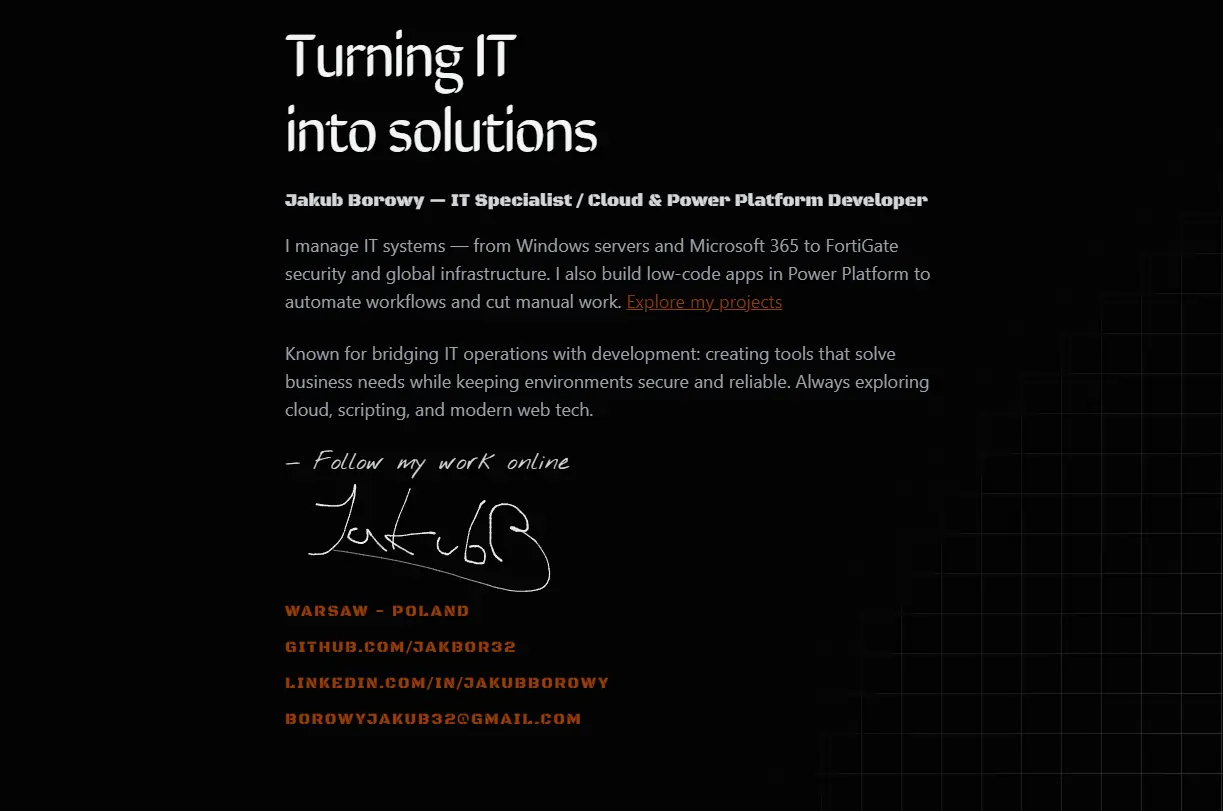 Turning IT
into solutions
Jakub Borowy — IT Specialist / Cloud & Power Platform Developer
I manage IT systems — from Windows servers and Microsoft 365 to FortiGate
security and global infrastructure. I also build low-code apps in Power Platform to
automate workflows and cut manual work. Explore my projects
Known for bridging IT operations with development: creating tools that solve
business needs while keeping environments secure and reliable. Always exploring
cloud, scripting, and modern web tech.
— Follow my work online
JakubB
WARSAW - POLAND
GITHUB.COM/JAKBOR32
LINKEDIN.COM/IN/JAKUBBOROWY
BOROWYJAKUB32@GMAIL.COM